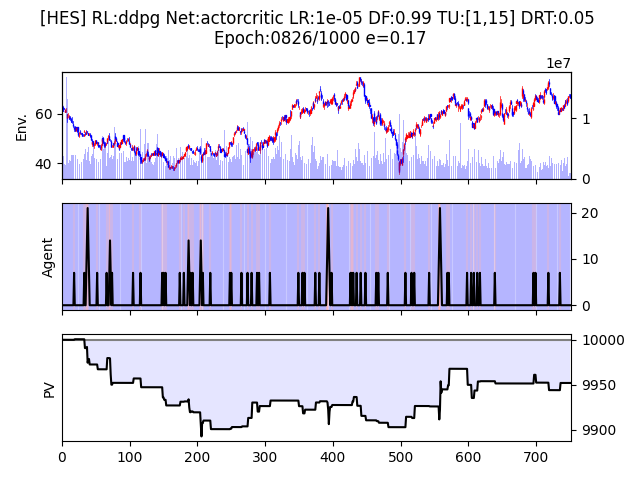 [HES] RL:ddpg Net:actorcritic LR:1e-05 DF:0.99 TU:[1,15] DRT:0.05
Epoch:0826/1000 e=0.17
1e7
Env.
60
40
1
0
Agent
20
10
0
PV
10000
9950
9900
0 100 200 300 400 500 600 700